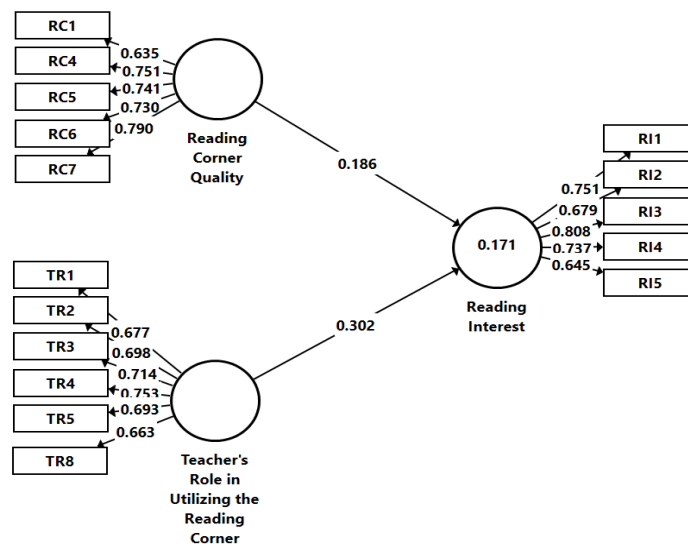 RC1
RC4
RC5
RC6
RC7
0.635
0.751
0.741
0.730
0.790
Reading
Corner
Quality
0.186
RI1
RI2
RI3
RI4
RI5
0.751
0.679
0.808
0.737
0.645
0.171
Reading
Interest
TR1
TR2
TR3
TR4
TR5
TR8
0.677
0.698
0.714
0.753
0.693
0.663
0.302
Teacher's
Role in
Utilizing the
Reading
Corner